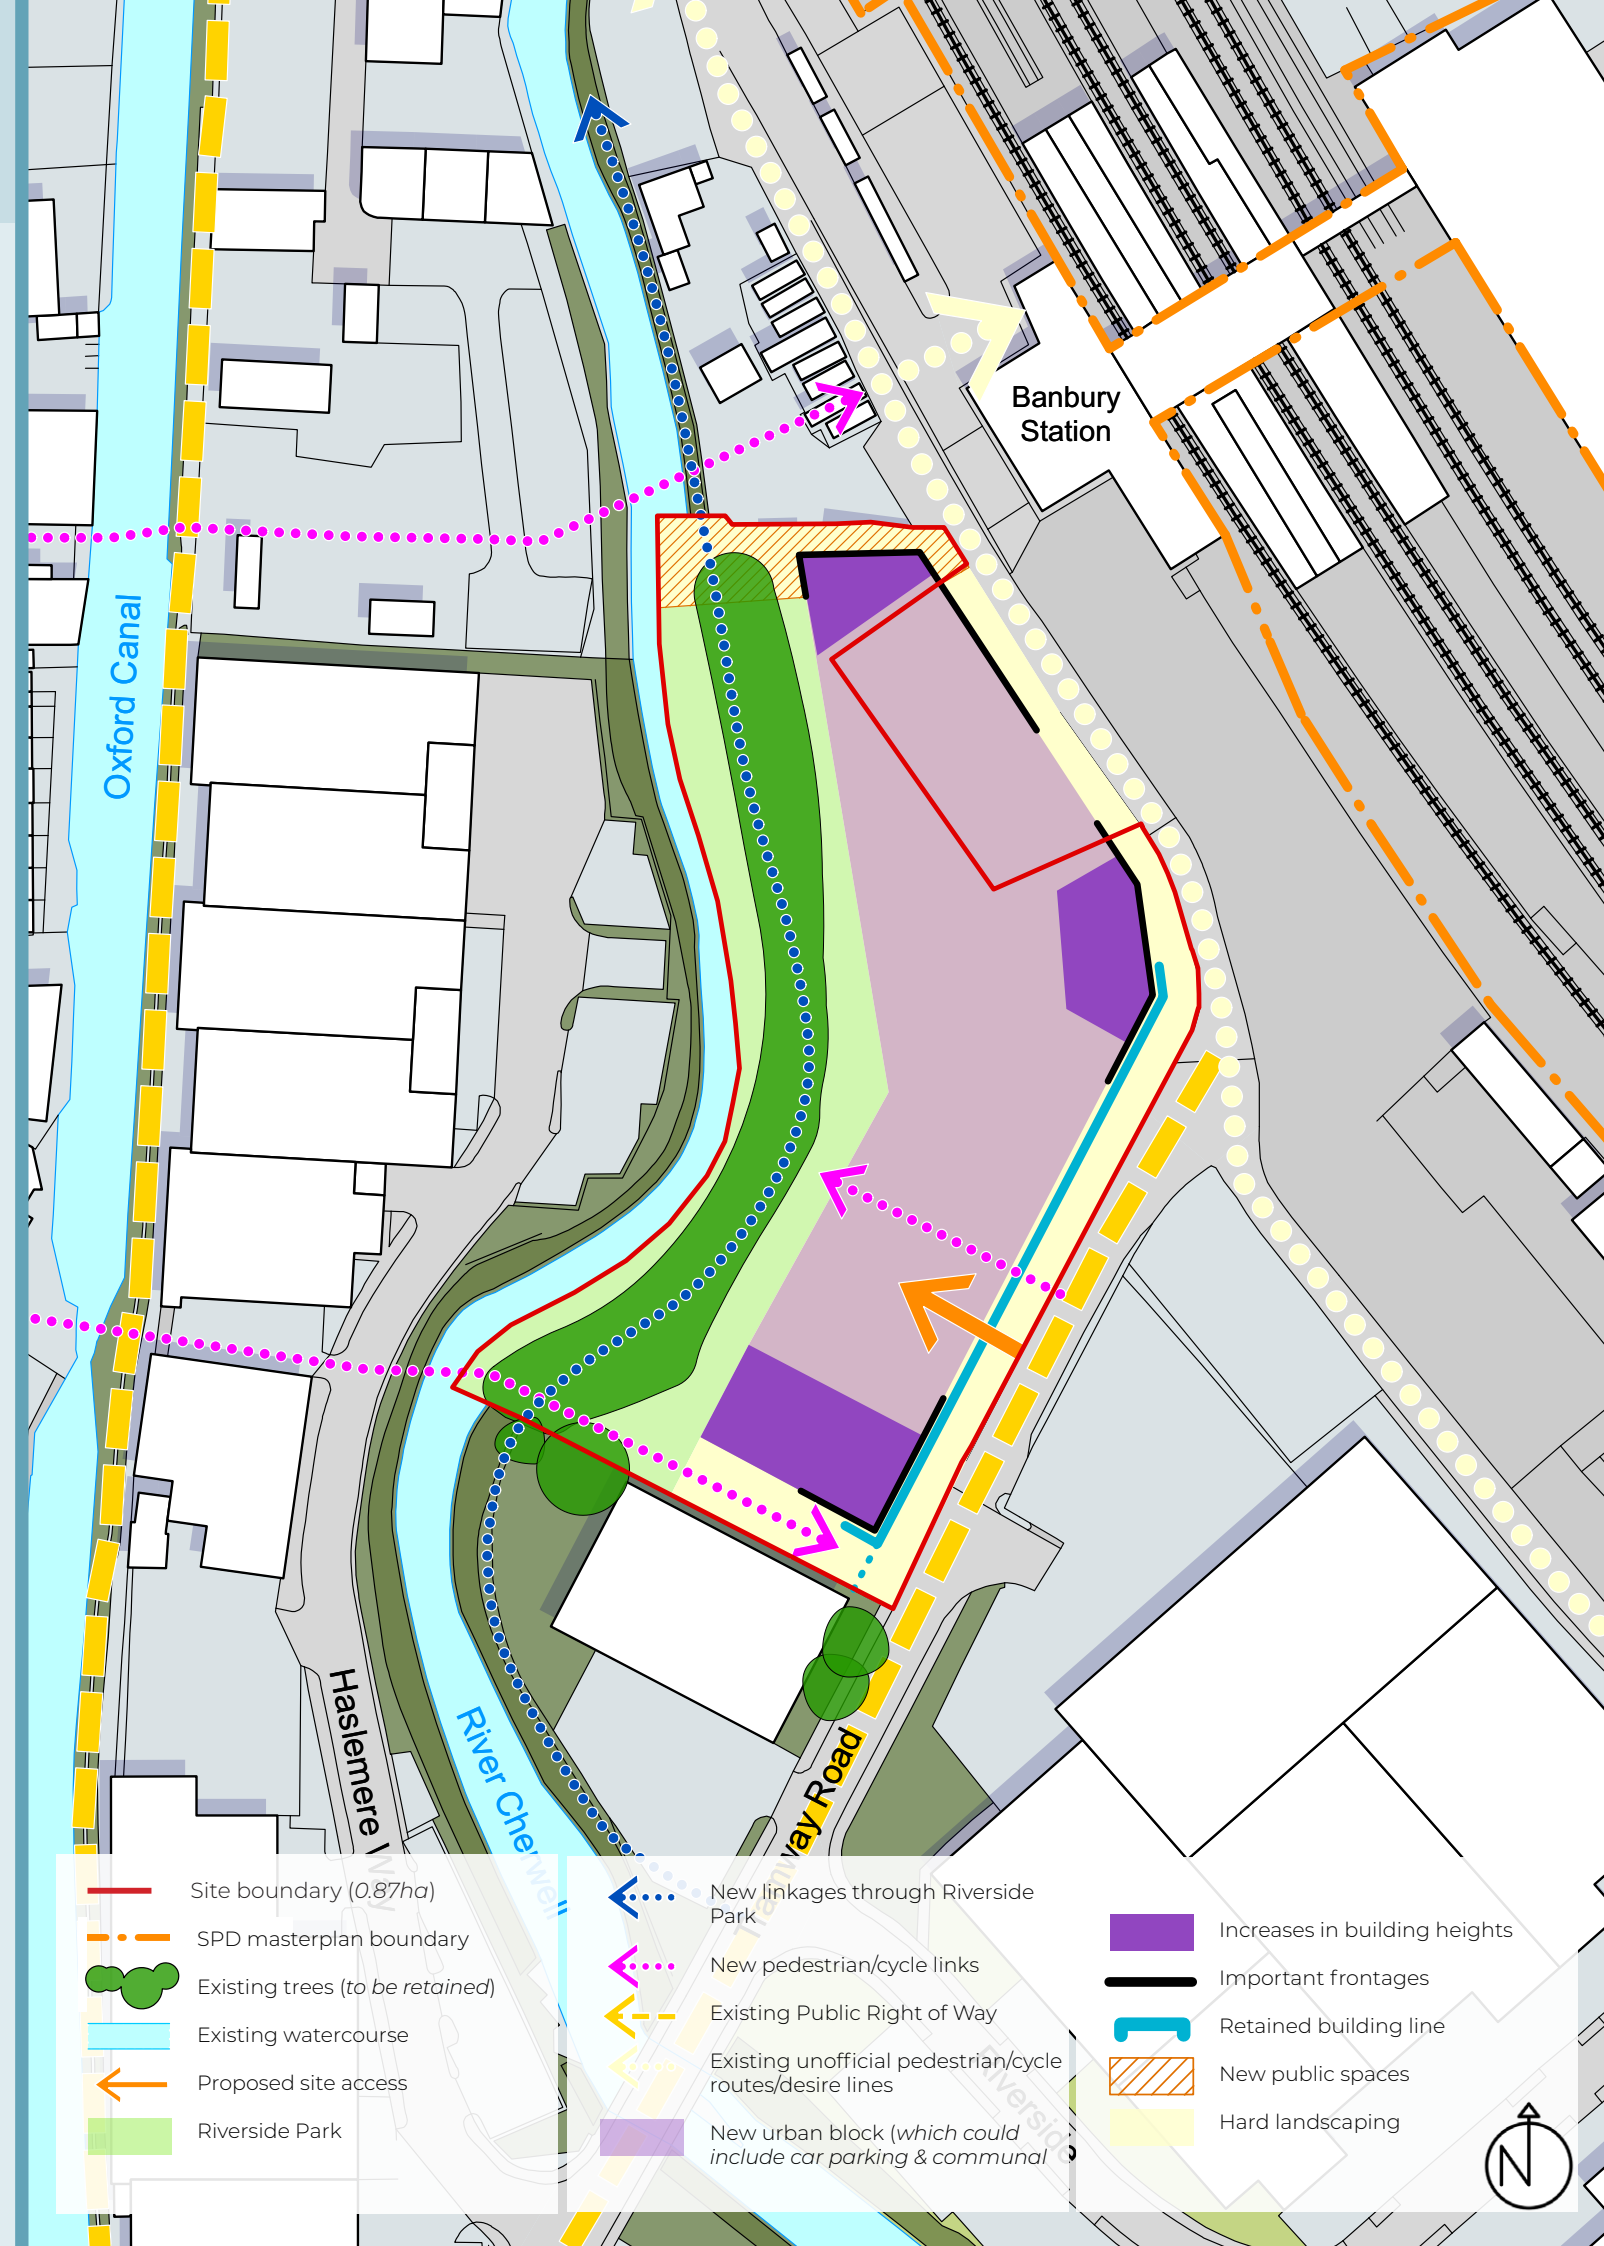 Banbury
Station
Oxford Canal
Haslemere Way
River Cherwell
Tramway Road
Riverside
Site boundary (0.87ha)
SPD masterplan boundary
Existing trees (to be retained)
Existing watercourse
Proposed site access
Riverside Park
New linkages through Riverside
Park
New pedestrian/cycle links
Existing Public Right of Way
Existing unofficial pedestrian/cycle
routes/desire lines
New urban block (which could
include car parking & communal
Increases in building heights
Important frontages
Retained building line
New public spaces
Hard landscaping
N